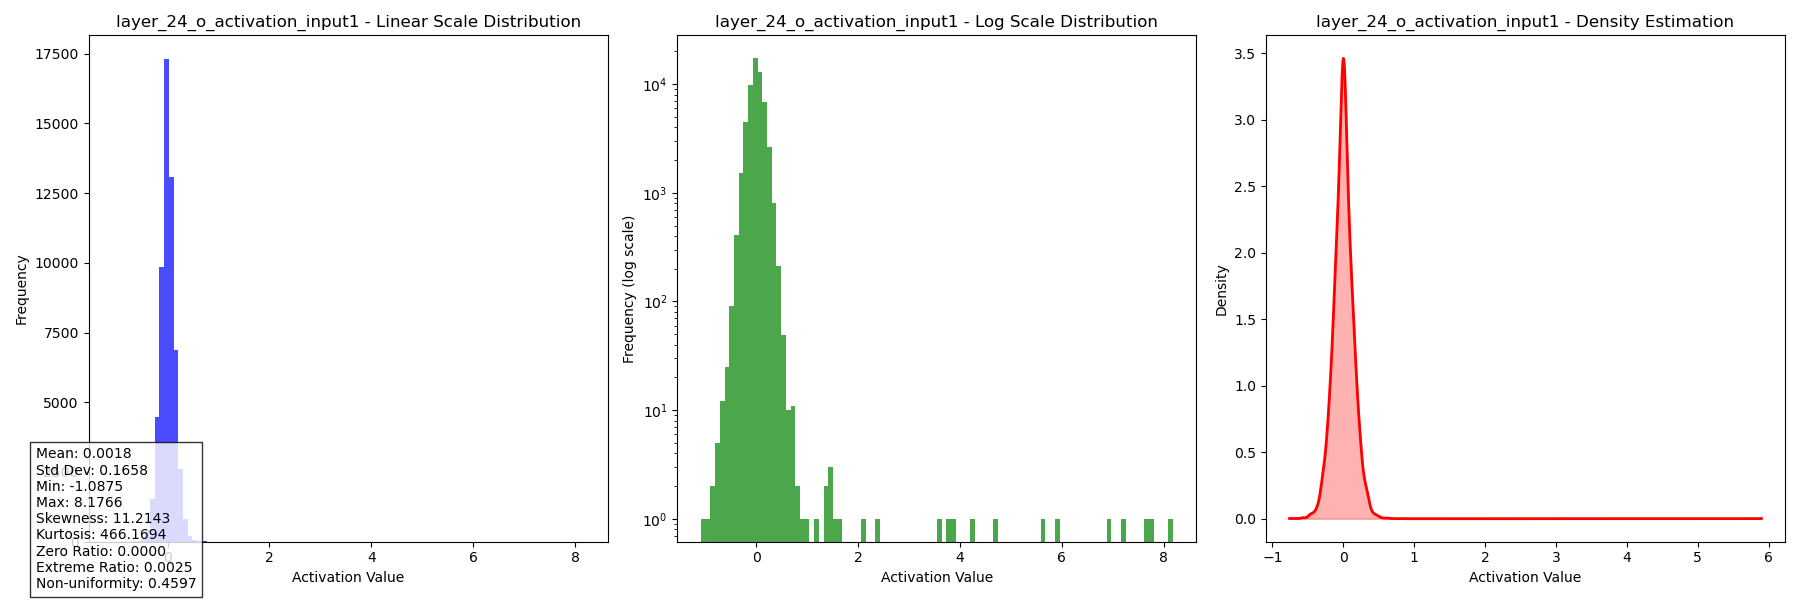 layer_24_o_activation_input1 - Linear Scale Distribution
17500
15000
12500
10000
7500
5000
Frequency
0 2 4 6 8
Activation Value
Mean: 0.0018
Std Dev: 0.1658
Min: -1.0875
Max: 8.1766
Skewness: 11.2143
Kurtosis: 466.1694
Zero Ratio: 0.0000
Extreme Ratio: 0.0025
Non-uniformity: 0.4597
layer_24_o_activation_input1 - Log Scale Distribution
10⁴
10³
10²
10¹
10⁰
Frequency (log scale)
0 2 4 6 8
Activation Value
layer_24_o_activation_input1 - Density Estimation
3.5
3.0
2.5
2.0
1.5
1.0
0.5
0.0
Density
−1 0 1 2 3 4 5 6
Activation Value